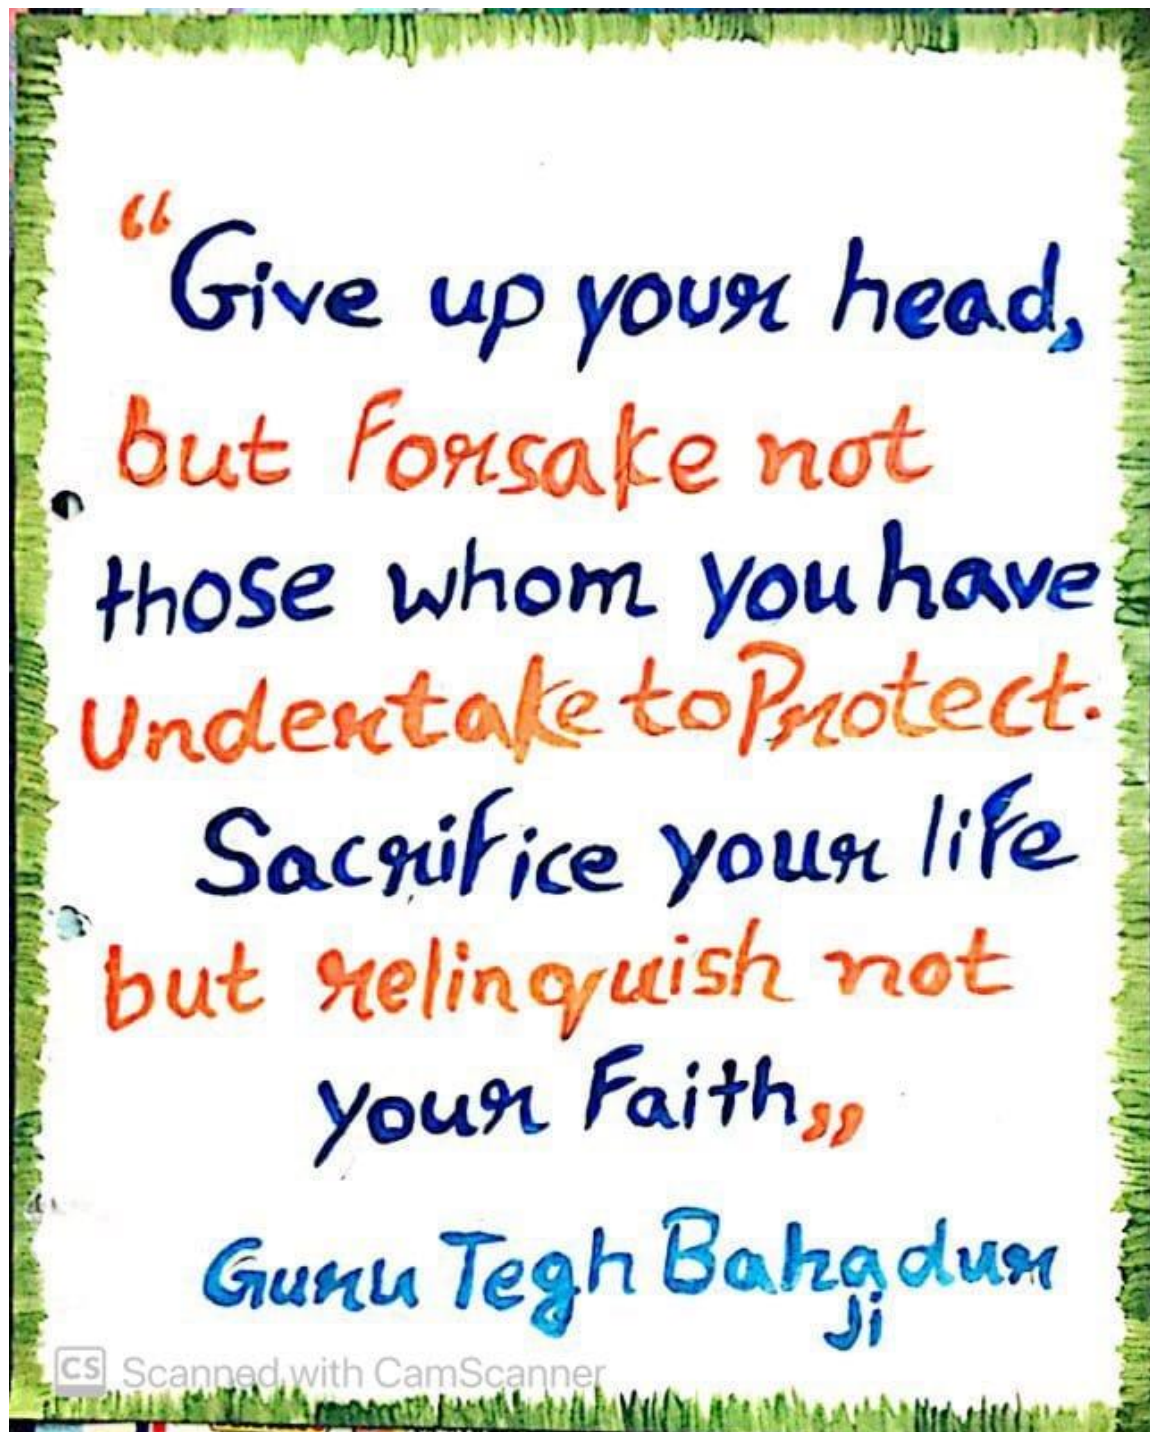 “Give up your head,
but Forsake not
those whom you have
Undertake to Protect.
Sacrifice your life
but relinquish not
your Faith„
Guru Tegh Bahadur
Ji
CS Scanned with CamScanner